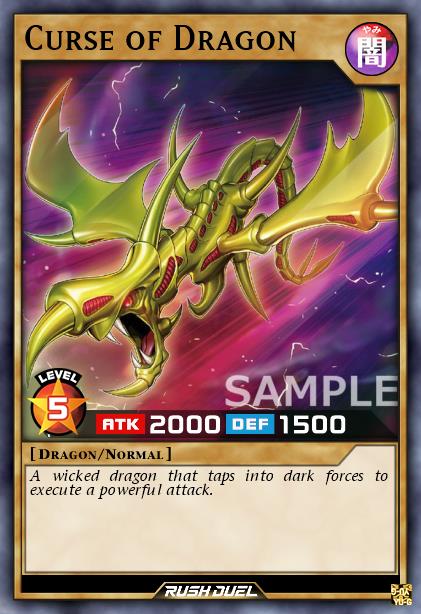 CURSE OF DRAGON
やみ
闇
SAMPLE
LEVEL
5
ATK 2000 DEF 1500
[DRAGON/NORMAL]
A wicked dragon that taps into dark forces to
execute a powerful attack.
RUSH DUEL